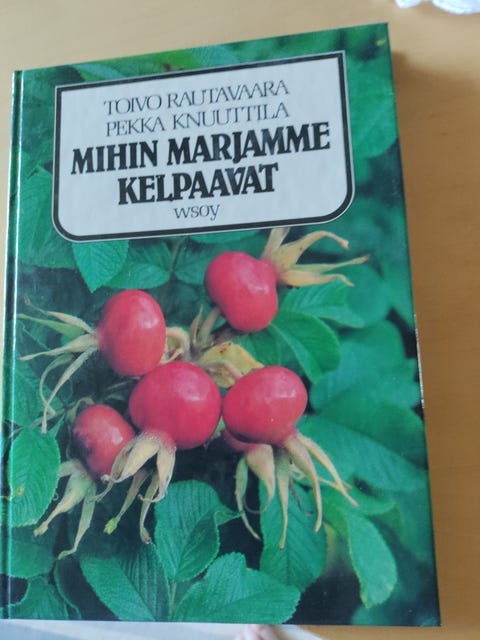 TOIVO RAUTAVAARA
PEKKA KNUUTTILA
MIHIN MARJAMME
KELPAAVAT
wsoy